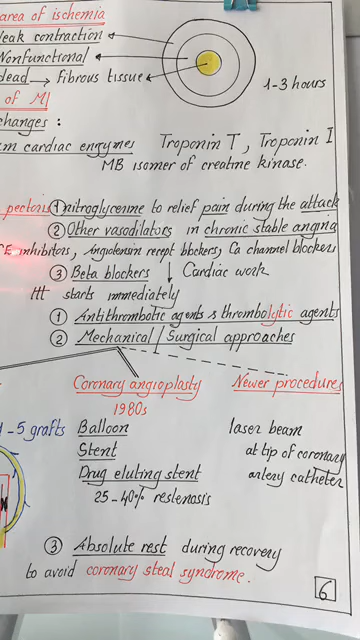 area of ischemia
Weak contraction
Nonfunctional
dead → Fibrous tissue
1-3 hours
of MI
changes :
cardiac enzymes Troponin T, Troponin I
MB isomer of creatine kinase.
pectoris ① nitroglycerine to relief pain during the attack
② Other vasodilators in chronic stable angina
CE inhibitors, Angiotensin recept blockers, Ca channel blockers
③ Beta blockers ↓ Cardiac work
ttt starts immediately
① Antithrombotic agents & thrombolytic agents
② Mechanical / Surgical approaches
Coronary angioplasty Newer procedures
1980s
-5 grafts Balloon laser beam
Stent at tip of coronary
Drug eluting stent artery catheter
25-40% restenosis
③ Absolute rest during recovery
to avoid coronary steal syndrome.
6